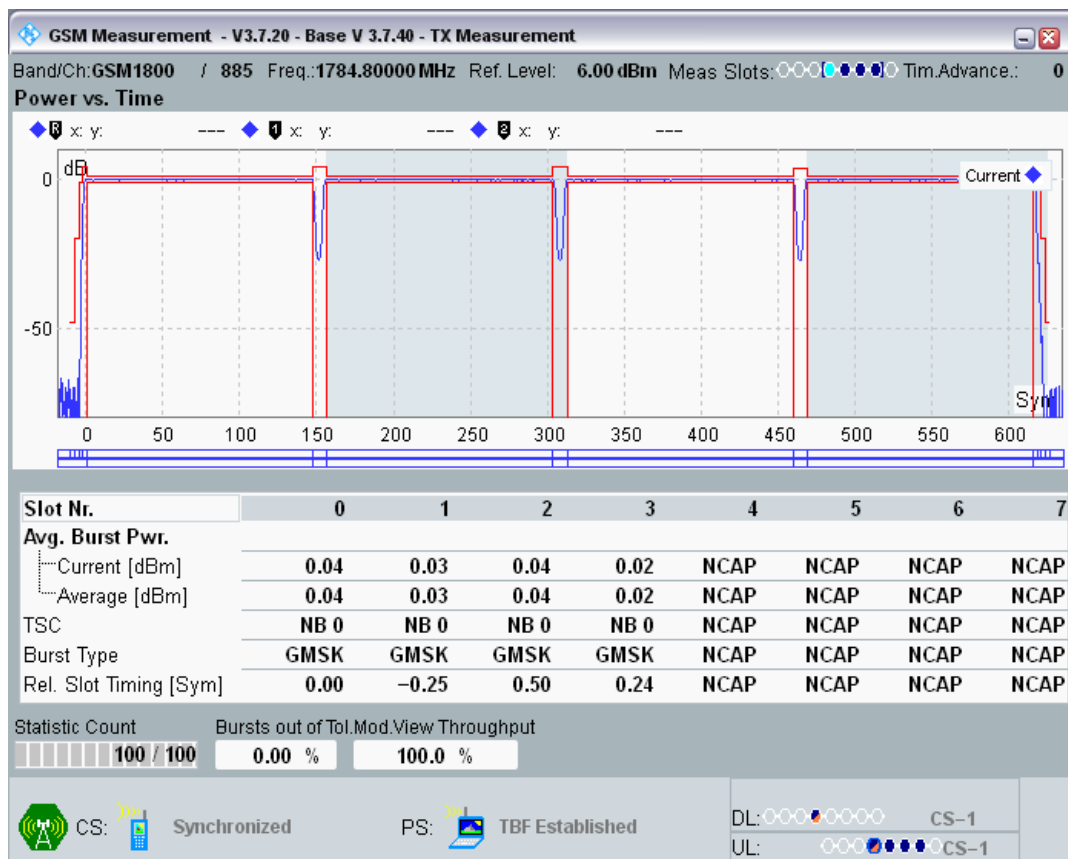 GSM Measurement - V3.7.20 - Base V 3.7.40 - TX Measurement
Band/Ch:GSM1800 / 885 Freq.:1784.80000 MHz Ref. Level: 6.00 dBm Meas Slots: Tim.Advance.: 0
Power vs. Time
R x: y: --- 1 x: y: --- 2 x: y: ---
dB
0
Current
-50
Sym
0 50 100 150 200 250 300 350 400 450 500 550 600
Slot Nr. 0 1 2 3 4 5 6 7
Avg. Burst Pwr.
Current [dBm] 0.04 0.03 0.04 0.02 NCAP NCAP NCAP NCAP
Average [dBm] 0.04 0.03 0.04 0.02 NCAP NCAP NCAP NCAP
TSC NB 0 NB 0 NB 0 NB 0 NCAP NCAP NCAP NCAP
Burst Type GMSK GMSK GMSK GMSK NCAP NCAP NCAP NCAP
Rel. Slot Timing [Sym] 0.00 −0.25 0.50 0.24 NCAP NCAP NCAP NCAP
Statistic Count Bursts out of Tol.Mod.View Throughput
100 / 100 0.00 % 100.0 %
CS: Synchronized PS: TBF Established
DL: CS−1
UL: CS−1